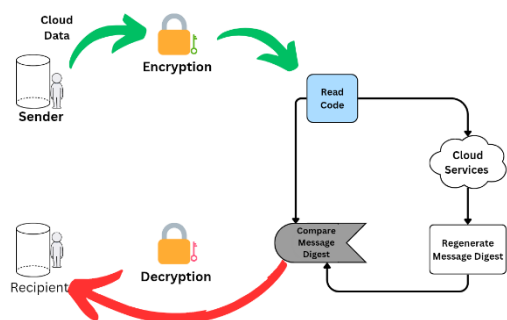 Cloud
Data
Sender
Encryption
Read
Code
Cloud
Services
Regenerate
Message Digest
Compare
Message
Digest
Decryption
Recipient